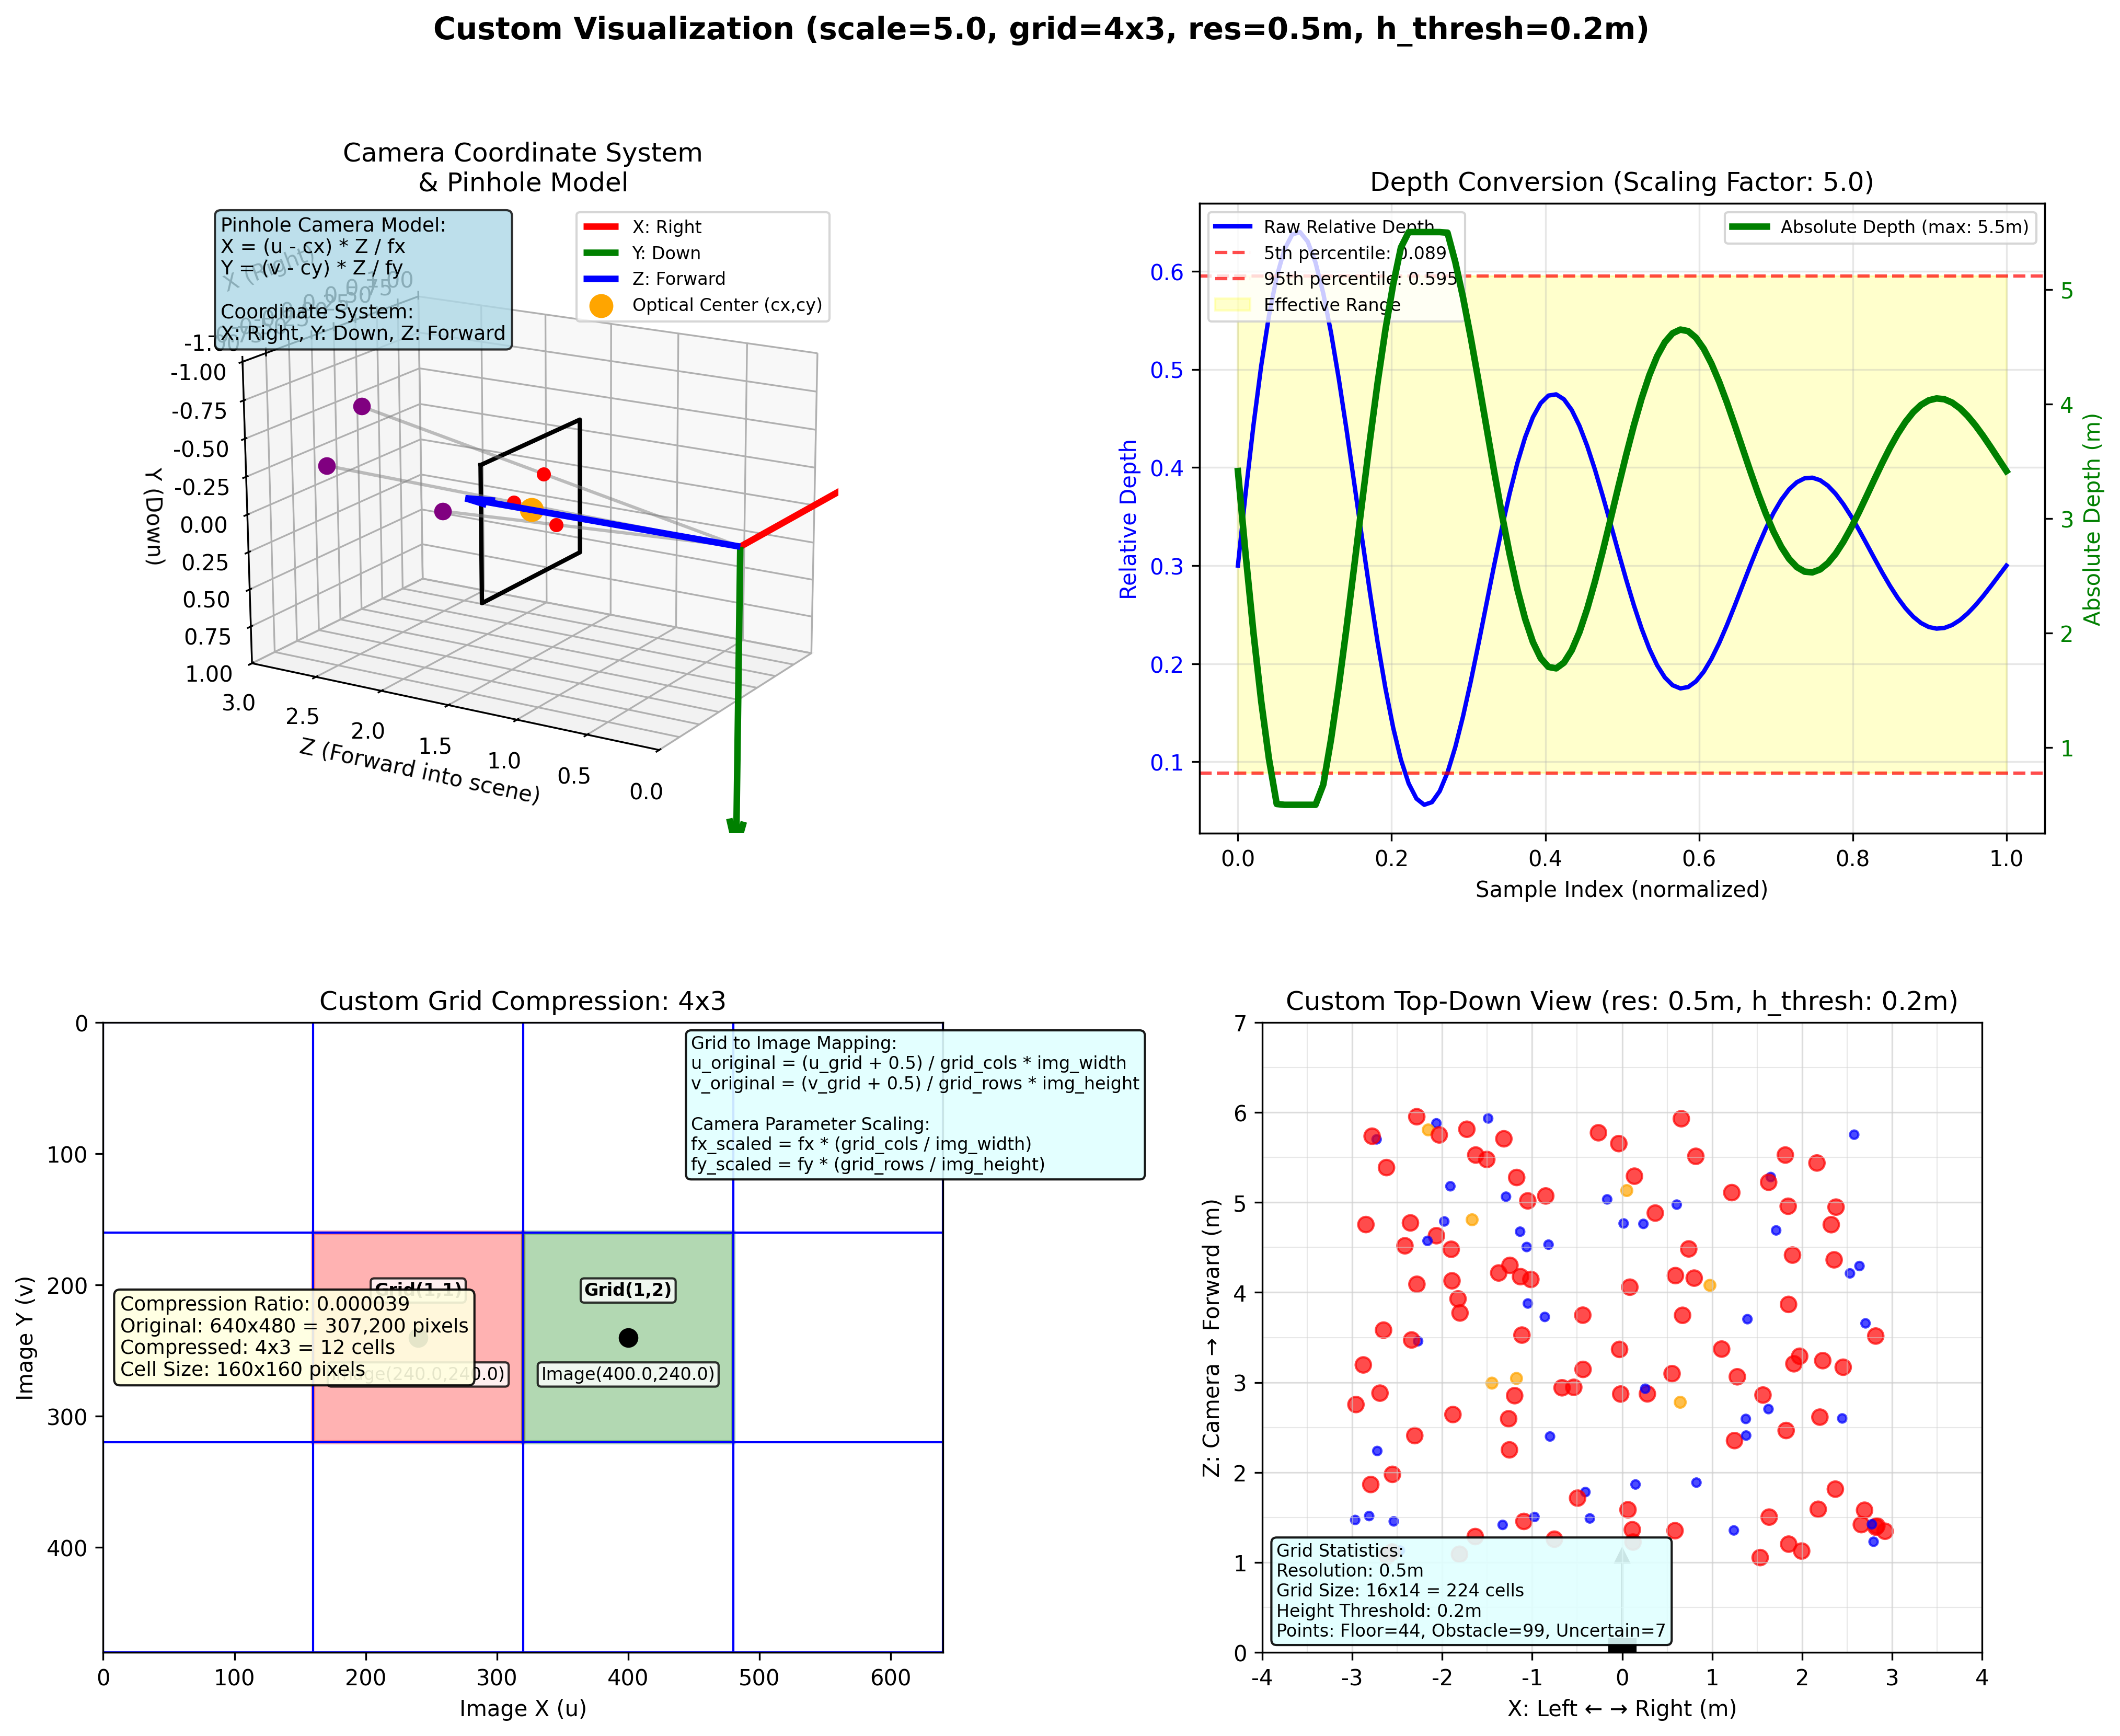 Custom Visualization (scale=5.0, grid=4x3, res=0.5m, h_thresh=0.2m)
Camera Coordinate System
& Pinhole Model
Pinhole Camera Model:
X = (u - cx) * Z / fx
Y = (v - cy) * Z / fy
Coordinate System:
X: Right, Y: Down, Z: Forward
X: Right
Y: Down
Z: Forward
Optical Center (cx,cy)
X (Right)
-1.00
-0.75
-0.50
-0.25
0.00
0.25
0.50
0.75
1.00
Y (Down)
3.0
2.5
2.0
1.5
1.0
0.5
0.0
Z (Forward into scene)
Depth Conversion (Scaling Factor: 5.0)
Raw Relative Depth
5th percentile: 0.089
95th percentile: 0.595
Effective Range
Absolute Depth (max: 5.5m)
0.6
0.5
0.4
0.3
0.2
0.1
Relative Depth
5
4
3
2
1
Absolute Depth (m)
0.0
0.2
0.4
0.6
0.8
1.0
Sample Index (normalized)
Custom Grid Compression: 4x3
Grid to Image Mapping:
u_original = (u_grid + 0.5) / grid_cols * img_width
v_original = (v_grid + 0.5) / grid_rows * img_height
Camera Parameter Scaling:
fx_scaled = fx * (grid_cols / img_width)
fy_scaled = fy * (grid_rows / img_height)
Grid(1,1)
Grid(1,2)
Compression Ratio: 0.000039
Original: 640x480 = 307,200 pixels
Compressed: 4x3 = 12 cells
Cell Size: 160x160 pixels
Image(240.0,240.0)
Image(400.0,240.0)
0
100
200
300
400
Image Y (v)
0
100
200
300
400
500
600
Image X (u)
Custom Top-Down View (res: 0.5m, h_thresh: 0.2m)
7
6
5
4
3
2
1
0
Z: Camera → Forward (m)
Grid Statistics:
Resolution: 0.5m
Grid Size: 16x14 = 224 cells
Height Threshold: 0.2m
Points: Floor=44, Obstacle=99, Uncertain=7
-4
-3
-2
-1
0
1
2
3
4
X: Left ← → Right (m)